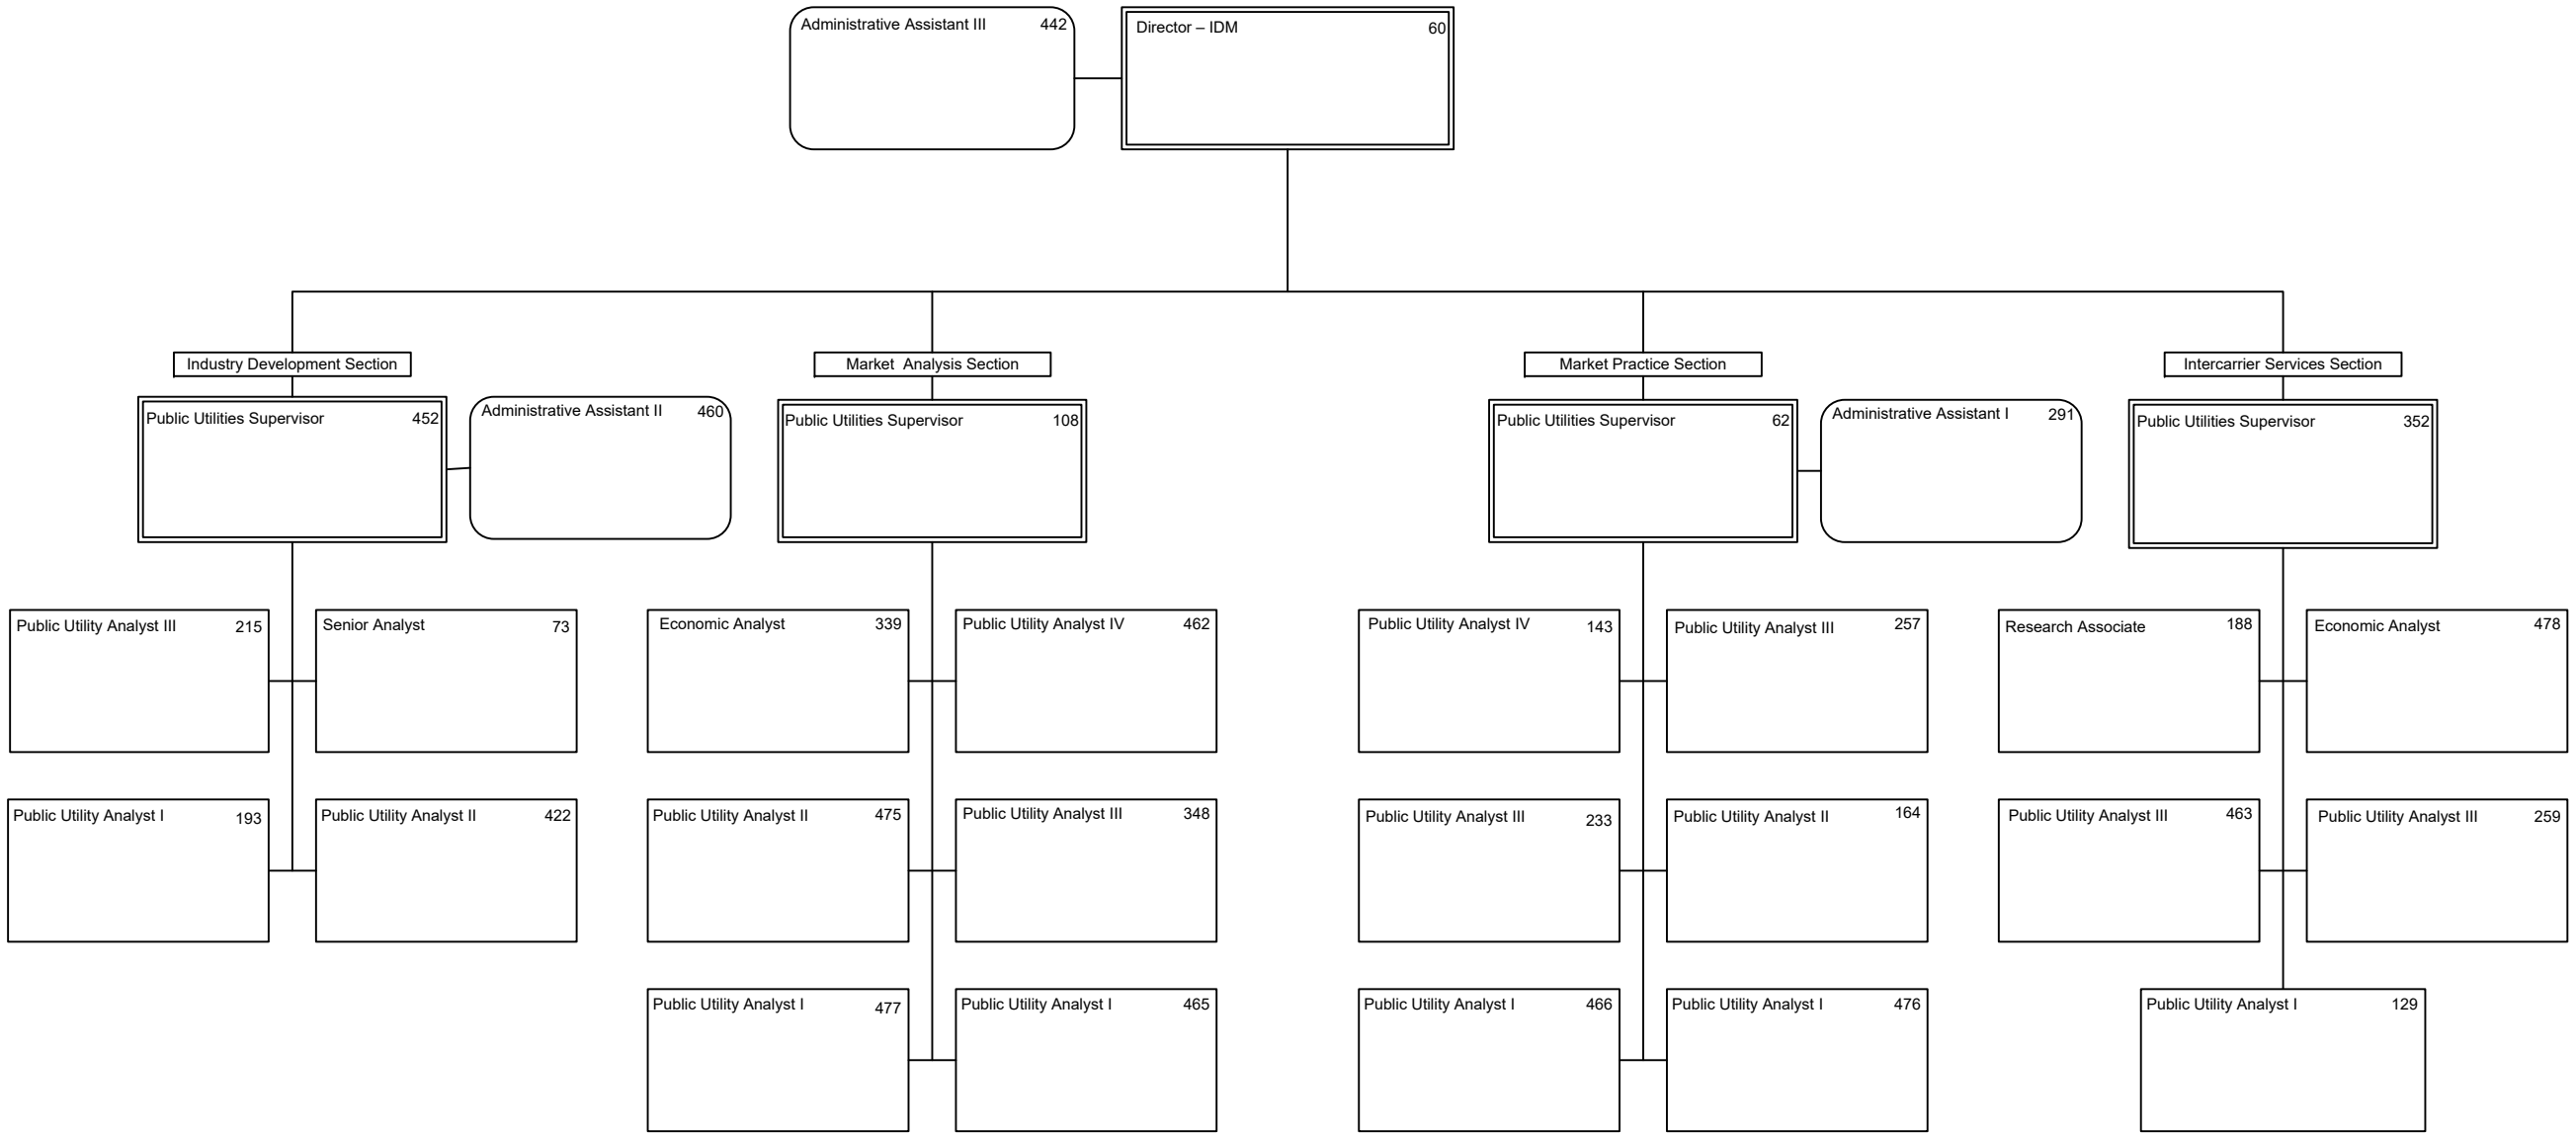 Administrative Assistant III 442
Director – IDM 60
Industry Development Section
Market Analysis Section
Market Practice Section
Intercarrier Services Section
Public Utilities Supervisor 452
Administrative Assistant II 460
Public Utilities Supervisor 108
Public Utilities Supervisor 62
Administrative Assistant I 291
Public Utilities Supervisor 352
Public Utility Analyst III 215
Senior Analyst 73
Economic Analyst 339
Public Utility Analyst IV 462
Public Utility Analyst IV 143
Public Utility Analyst III 257
Research Associate 188
Economic Analyst 478
Public Utility Analyst I 193
Public Utility Analyst II 422
Public Utility Analyst II 475
Public Utility Analyst III 348
Public Utility Analyst III 233
Public Utility Analyst II 164
Public Utility Analyst III 463
Public Utility Analyst III 259
Public Utility Analyst I 477
Public Utility Analyst I 465
Public Utility Analyst I 466
Public Utility Analyst I 476
Public Utility Analyst I 129